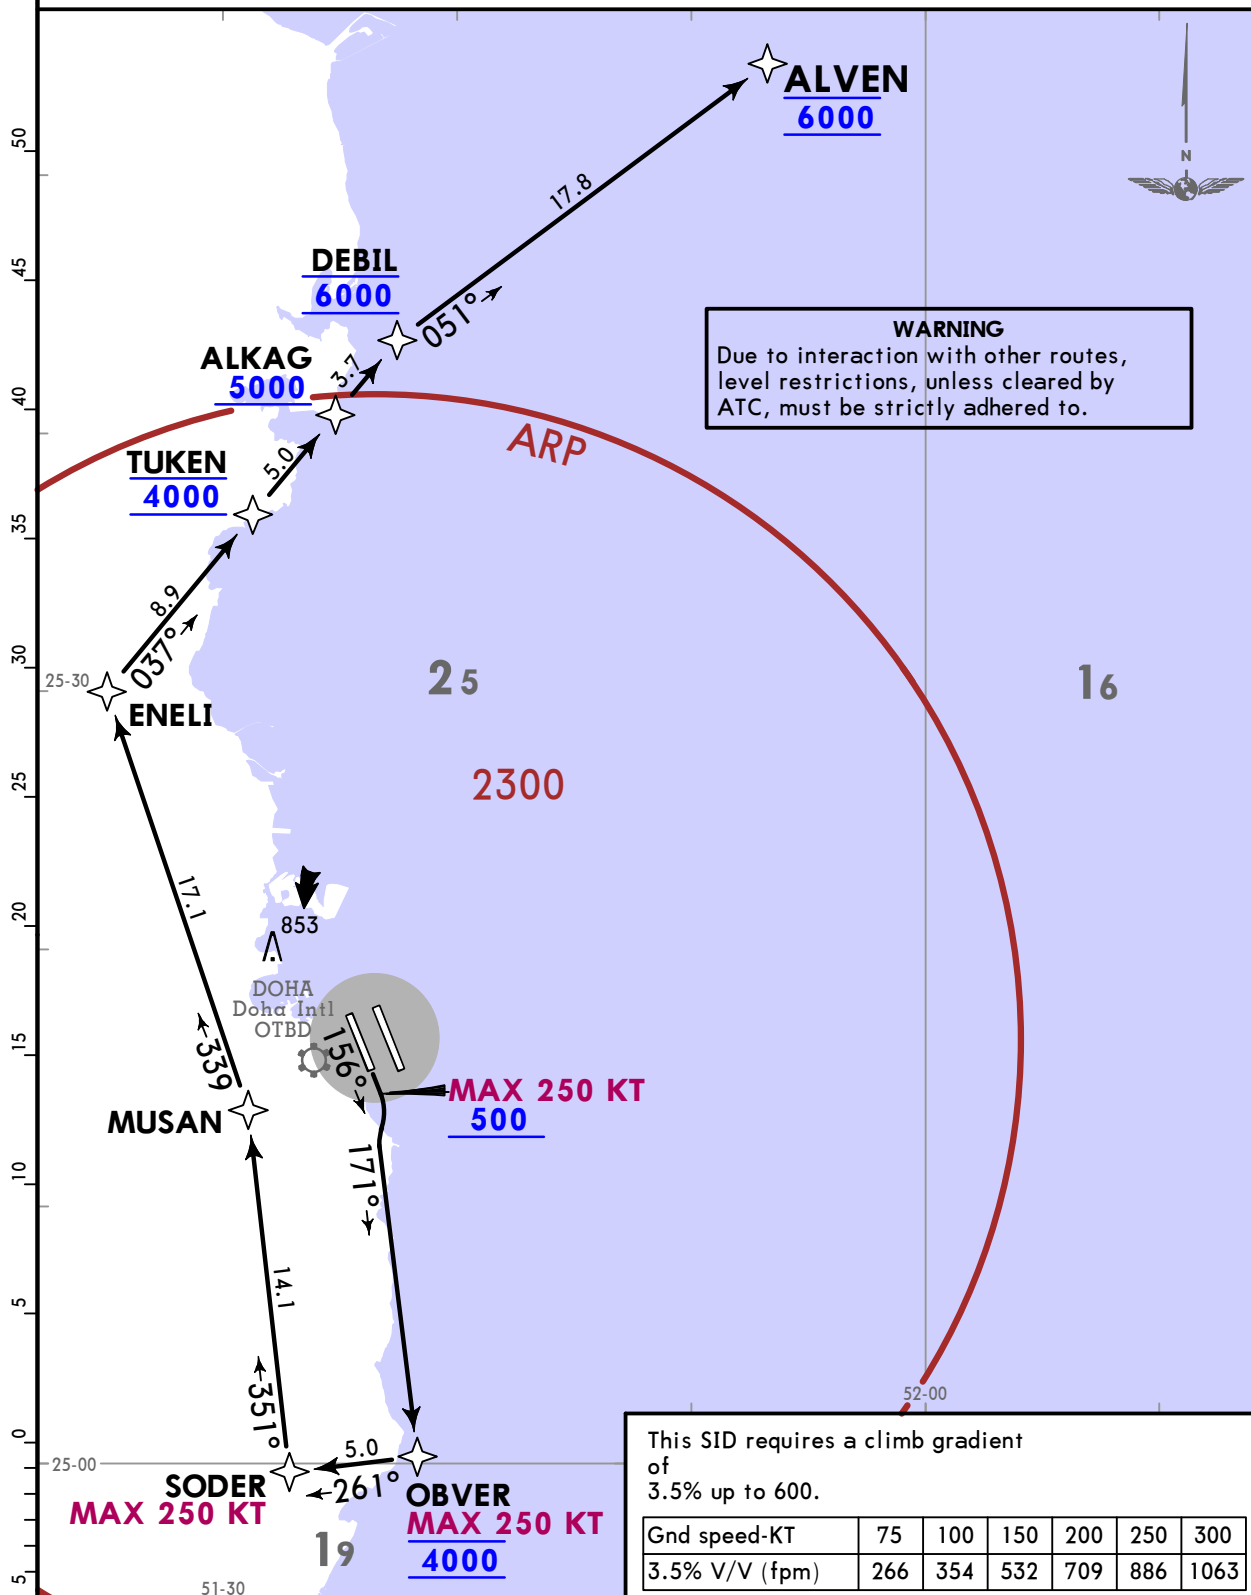 ALVEN
6000
N
50
17.8
DEBIL
6000
45
051°
WARNING
Due to interaction with other routes,
level restrictions, unless cleared by
ATC, must be strictly adhered to.
ALKAG
5000
3.7
40
ARP
TUKEN
4000
5.0
35
8.9
037°
30
25-30
ENELI
25
16
2300
25
17.1
853
20
DOHA
Doha Intl
OTBD
15
156°
339
MAX 250 KT
500
MUSAN
171°
10
14.1
5
351°
52-00
0
25-00
5.0
261°
SODER
MAX 250 KT
OBVER
MAX 250 KT
4000
19
5
51-30
This SID requires a climb gradient
of
3.5% up to 600.
Gnd speed-KT 75 100 150 200 250 300
3.5% V/V (fpm) 266 354 532 709 886 1063